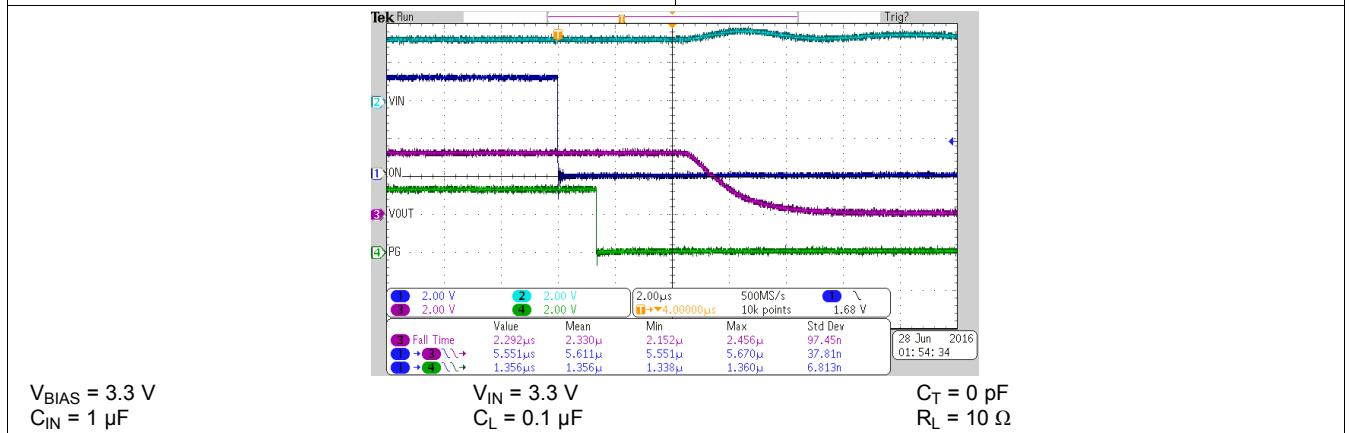 Tek Run Trig?
T
T
2 VIN
1 ON
3 VOUT
4 PG
1 2.00 V 2 2.00 V 2.00µs 500MS/s 1
3 2.00 V 4 2.00 V T→▼4.00000µs 10k points 1.68 V
Value Mean Min Max Std Dev
3 Fall Time 2.292µs 2.330µ 2.152µ 2.456µ 97.45n
1 → 3 5.551µs 5.611µ 5.551µ 5.670µ 37.81n
1 → 4 1.356µs 1.356µ 1.338µ 1.360µ 6.813n
28 Jun 2016
01:54:34
VBIAS = 3.3 V VIN = 3.3 V CT = 0 pF
CIN = 1 µF CL = 0.1 µF RL = 10 Ω